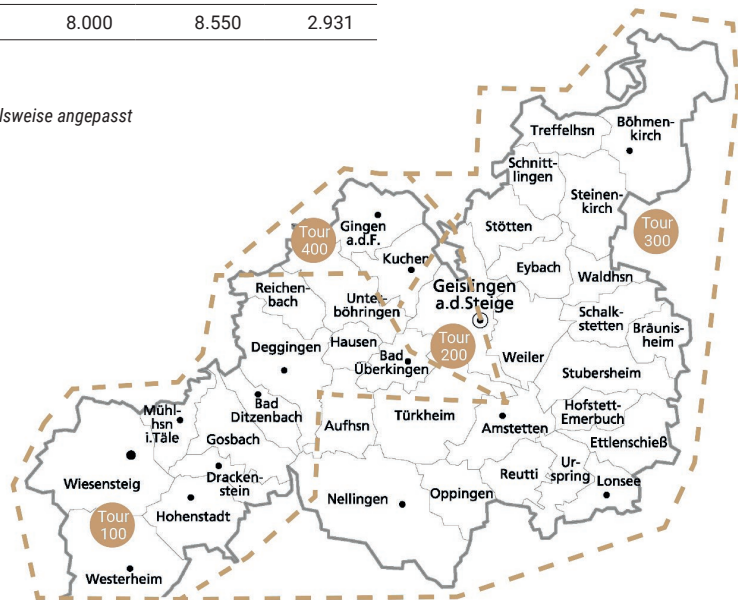 8.000 8.550 2.931
lsweise angepasst
Treffelhsn
Böhmen-
kirch
Schnitt-
lingen
Steinen-
kirch
Tour
300
Stötten
Gingen
a.d.F.
Tour
400
Kuchen
Eybach
Waldhsn
Geislingen
a.d.Steige
Reichen-
bach
Unter-
böhringen
Schalk-
stetten
Bräunis-
heim
Hausen
Deggingen
Tour
200
Bad
Überkingen
Weiler
Stubersheim
Bad
Ditzenbach
Mühl-
hsn
i.Täle
Gosbach
Aufhsn
Türkheim
Amstetten
Hofstett-
Emerbuch
Ettlenschieß
Wiesensteig
Dracken-
stein
Reutti
Ur-
spring
Lonsee
Nellingen
Oppingen
Tour
100
Hohenstadt
Westerheim